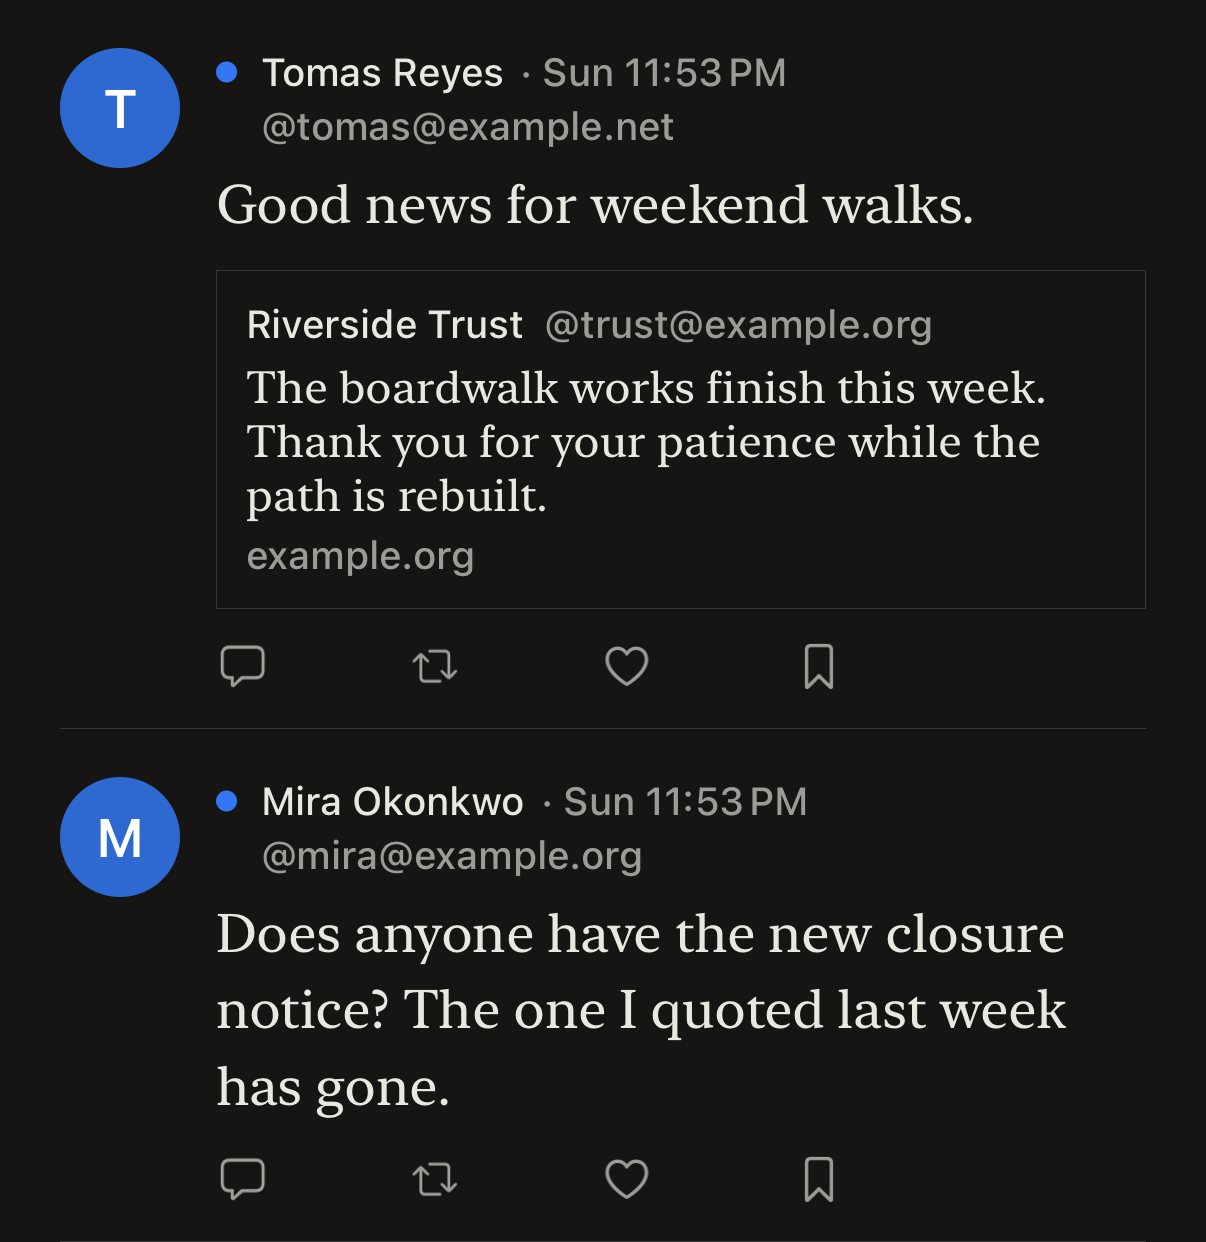 T
Tomas Reyes · Sun 11:53 PM
@tomas@example.net
Good news for weekend walks.
Riverside Trust @trust@example.org
The boardwalk works finish this week.
Thank you for your patience while the
path is rebuilt.
example.org
M
Mira Okonkwo · Sun 11:53 PM
@mira@example.org
Does anyone have the new closure
notice? The one I quoted last week
has gone.